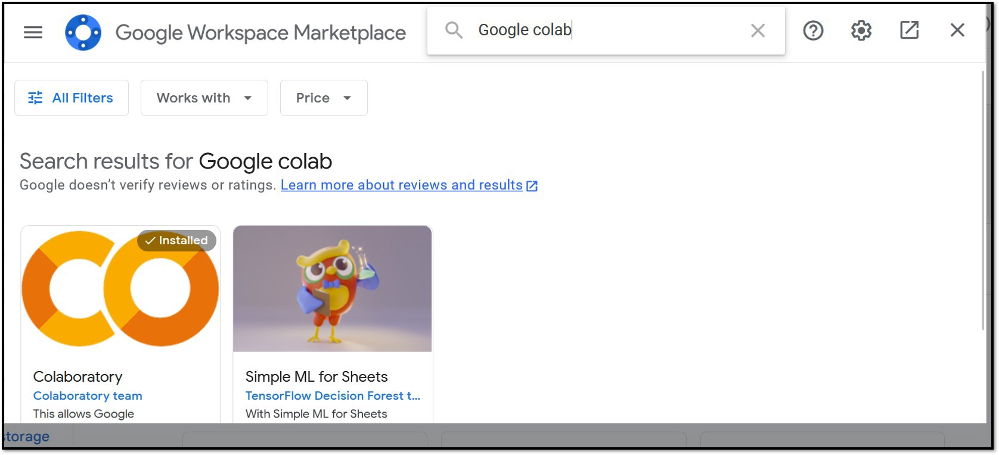 Google Workspace Marketplace
Google colab
All Filters
Works with
Price
Search results for Google colab
Google doesn’t verify reviews or ratings. Learn more about reviews and results
Installed
Colaboratory
Colaboratory team
This allows Google
Simple ML for Sheets
TensorFlow Decision Forest t...
With Simple ML for Sheets
storage